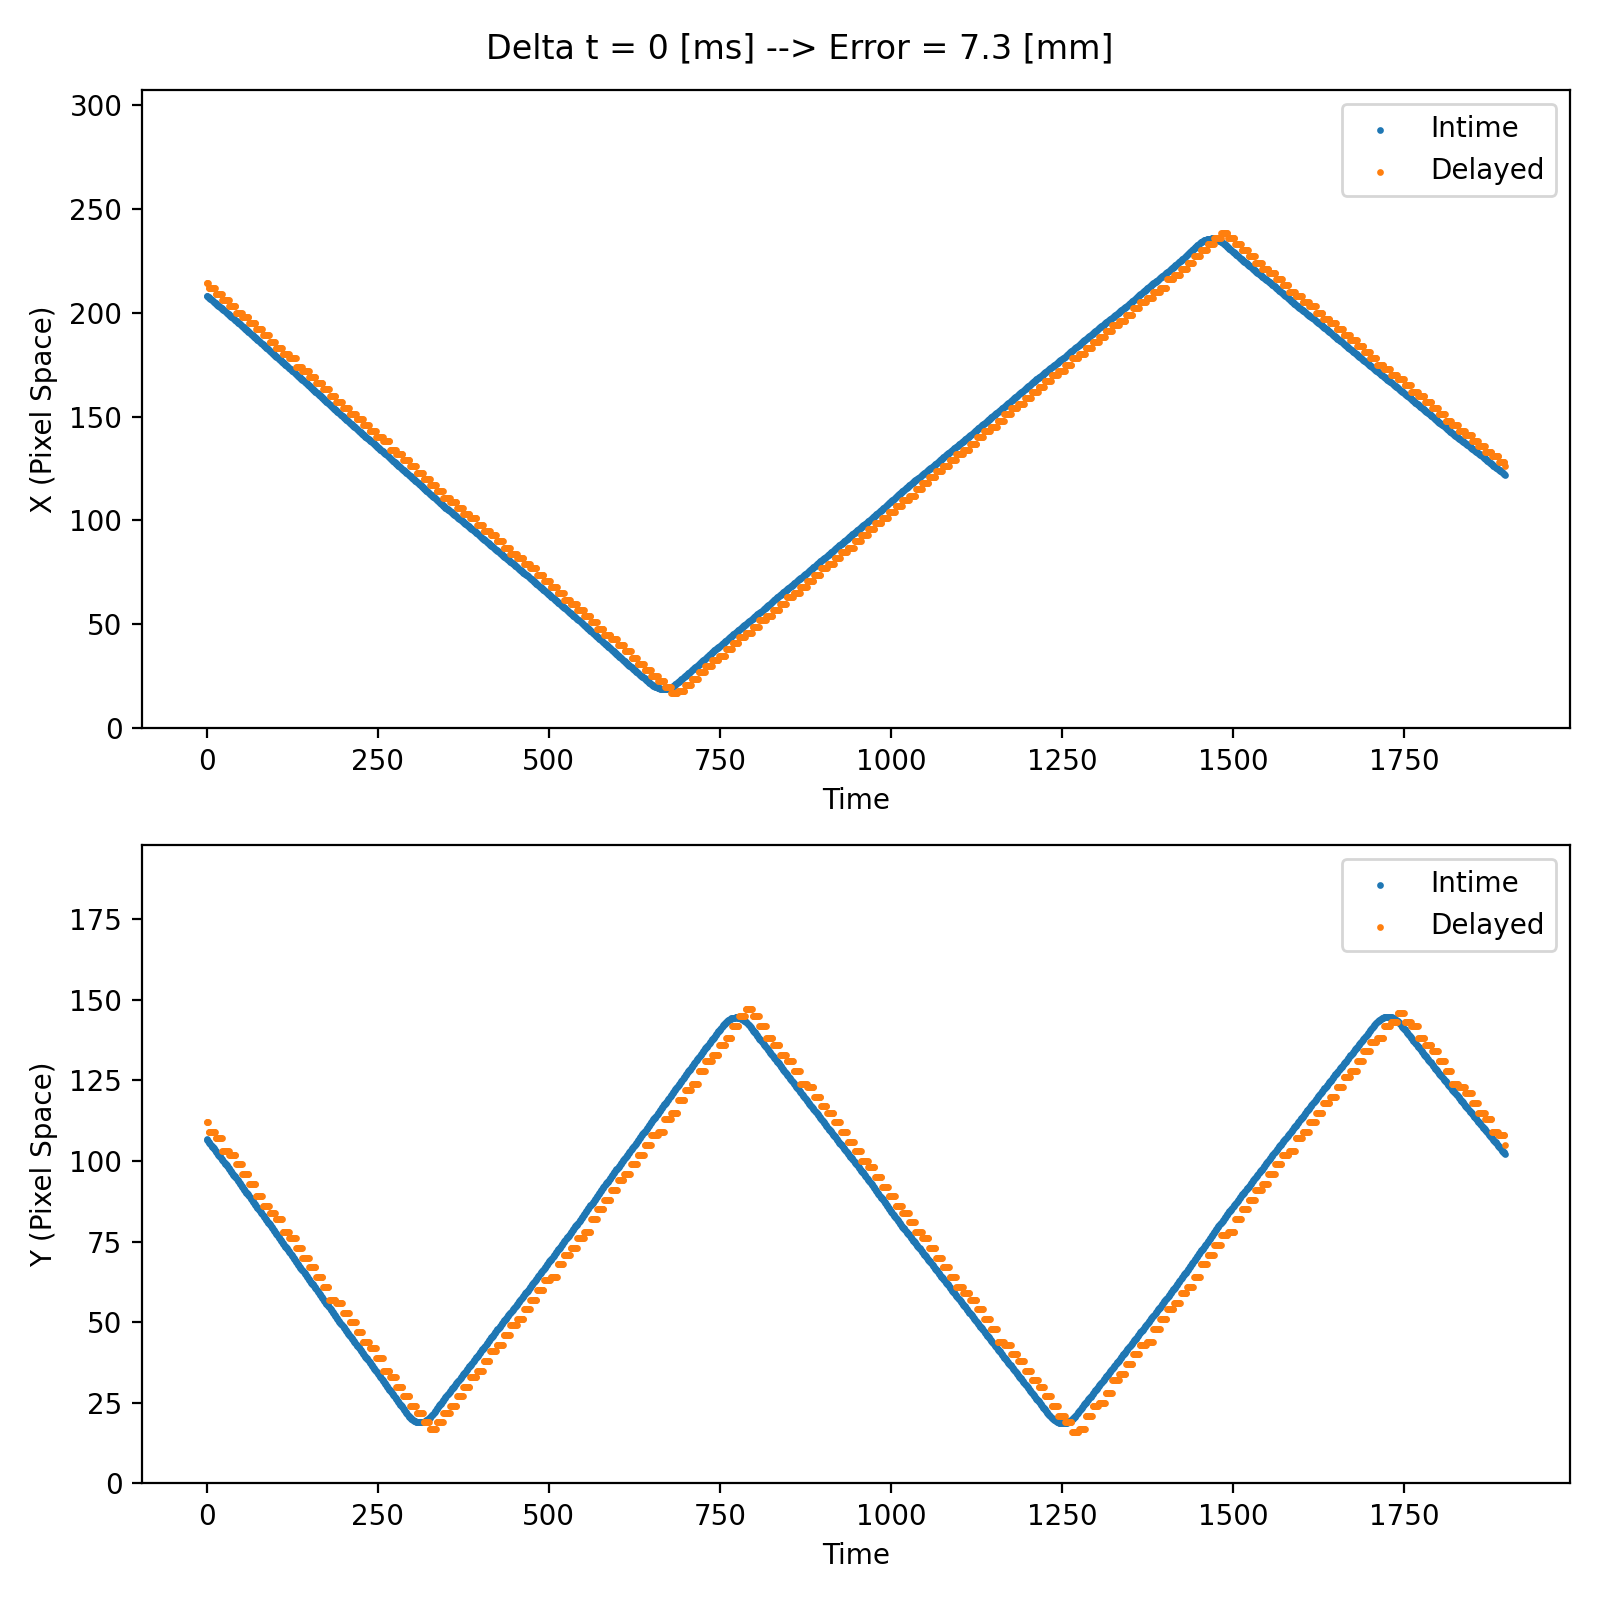 Delta t = 0 [ms] --> Error = 7.3 [mm]
300
250
200
150
100
50
0
X (Pixel Space)
Intime
Delayed
0 250 500 750 1000 1250 1500 1750
Time
175
150
125
100
75
50
25
0
Y (Pixel Space)
Intime
Delayed
0 250 500 750 1000 1250 1500 1750
Time